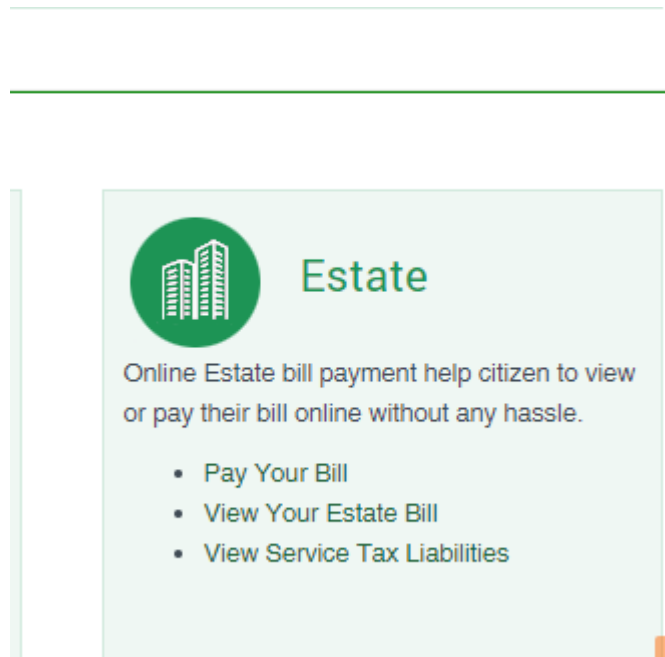 Estate
Online Estate bill payment help citizen to view
or pay their bill online without any hassle.
• Pay Your Bill
• View Your Estate Bill
• View Service Tax Liabilities